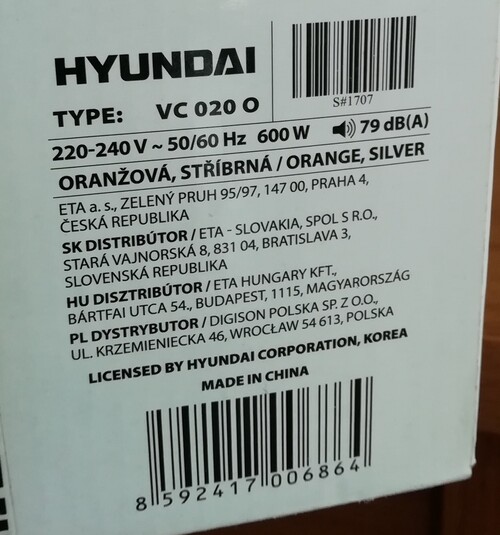 HYUNDAI
S#1707
TYPE: VC 020 O
220-240 V ~ 50/60 Hz 600 W 79 dB(A)
ORANŽOVÁ, STŘÍBRNÁ / ORANGE, SILVER
ETA a. s., ZELENÝ PRUH 95/97, 147 00, PRAHA 4,
ČESKÁ REPUBLIKA
SK DISTRIBÚTOR / ETA - SLOVAKIA, SPOL S R.O.,
STARÁ VAJNORSKÁ 8, 831 04, BRATISLAVA 3,
SLOVENSKÁ REPUBLIKA
HU DISZTRIBÚTOR / ETA HUNGARY KFT.,
BÁRTFAI UTCA 54., BUDAPEST, 1115, MAGYARORSZÁG
PL DYSTRYBUTOR / DIGISON POLSKA SP. Z O.O.,
UL. KRZEMIENIECKA 46, WROCŁAW 54 613, POLSKA
LICENSED BY HYUNDAI CORPORATION, KOREA
MADE IN CHINA
8 592417 006864